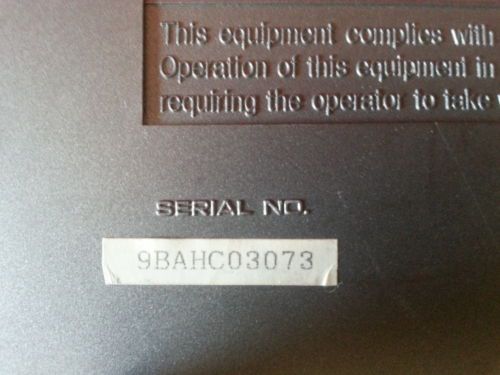 This equipment complies with
Operation of this equipment in
requiring the operator to take
SERIAL NO.
9BAHC03073